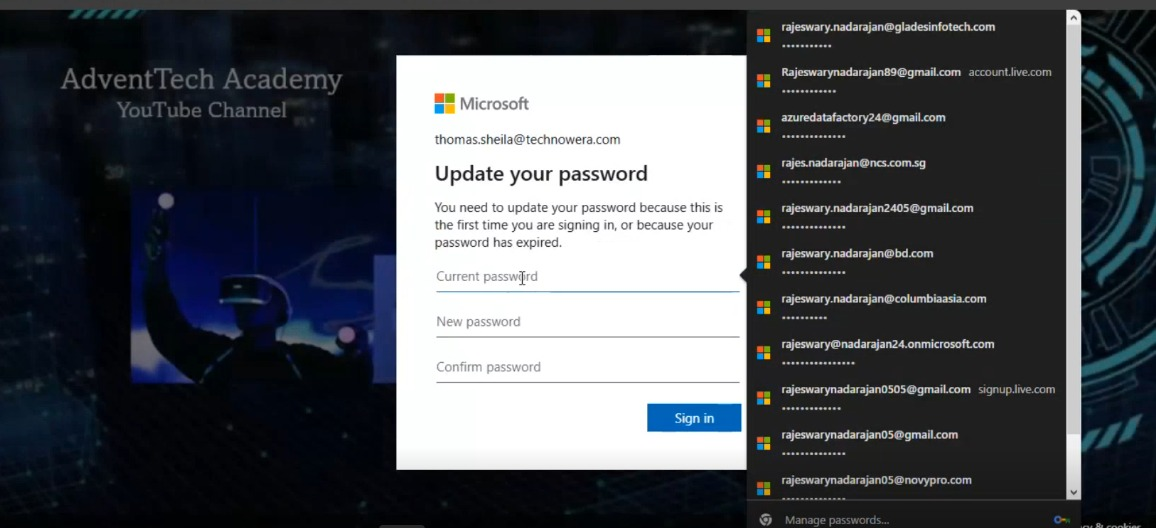 AdventTech Academy
YouTube Channel
Microsoft
thomas.sheila@technowera.com
Update your password
You need to update your password because this is
the first time you are signing in, or because your
password has expired.
Current password
New password
Confirm password
Sign in
rajeswary.nadarajan@gladesinfotech.com
•••••••••••
Rajeswarynadarajan89@gmail.com account.live.com
••••••••••••
azuredatafactory24@gmail.com
••••••••••••••
rajes.nadarajan@ncs.com.sg
•••••••••••••
rajeswary.nadarajan2405@gmail.com
••••••••••••••
rajeswary.nadarajan@bd.com
••••••••••••••
rajeswary.nadarajan@columbiaasia.com
••••••••••
rajeswary@nadarajan24.onmicrosoft.com
••••••••••••••••
rajeswarynadarajan0505@gmail.com signup.live.com
•••••••••••••
rajeswarynadarajan05@gmail.com
••••••••••••••
rajeswarynadarajan05@novypro.com
Manage passwords...
& cookies